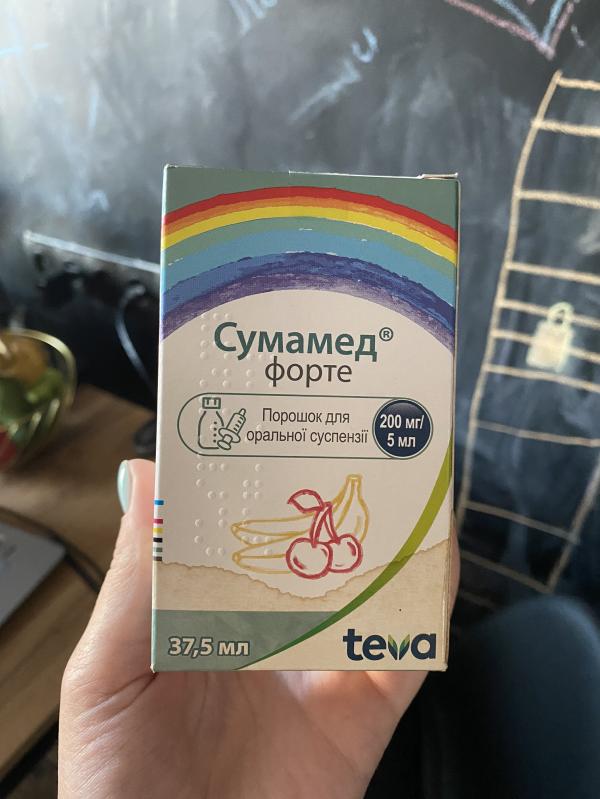 Сумамед®
форте
Порошок для
оральної суспензії
200 мг/
5 мл
37,5 мл
teva